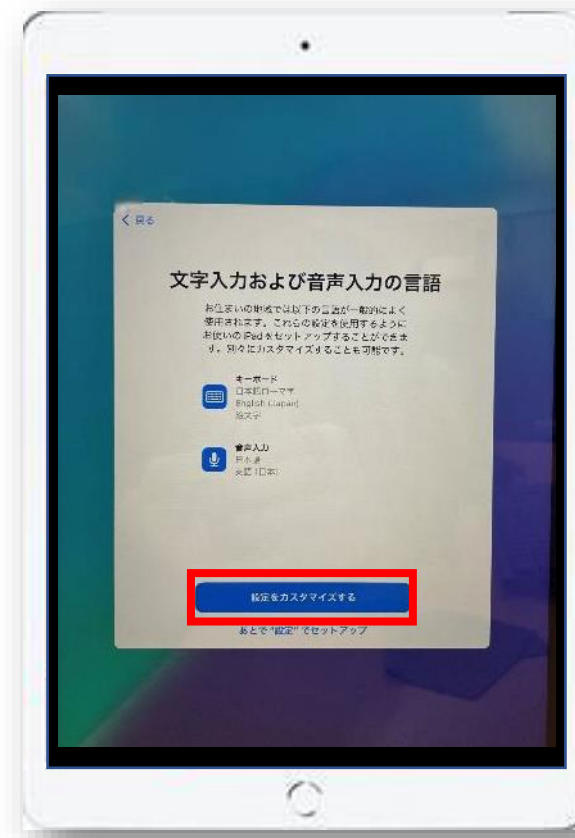 戻る
文字入力および音声入力の言語
お住まいの地域では以下の言語が一般的によく
使用されます。これらの設定を使用するように
お使いの iPad をセットアップすることができま
す。別々にカスタマイズすることも可能です。
キーボード
日本語ローマ字
English (Japan)
絵文字
音声入力
日本語
英語 (日本)
設定をカスタマイズする
あとで“設定”でセットアップ